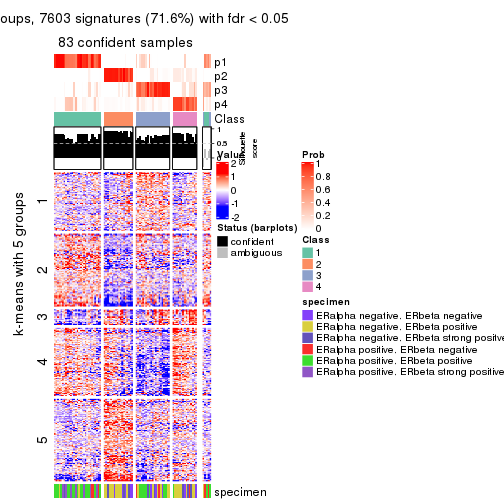 oups, 7603 signatures (71.6%) with fdr < 0.05
83 confident samples
p1
p2
p3
p4
Class
1
0.5
0
Silhouette
score
k-means with 5 groups
1
2
3
4
5
specimen
Value
2
1
0
-1
-2
Status (barplots)
confident
ambiguous
Prob
1
0.8
0.6
0.4
0.2
0
Class
1
2
3
4
specimen
ERalpha negative. ERbeta negative
ERalpha negative. ERbeta positive
ERalpha negative. ERbeta strong positive
ERalpha positive. ERbeta negative
ERalpha positive. ERbeta positive
ERalpha positive. ERbeta strong positive